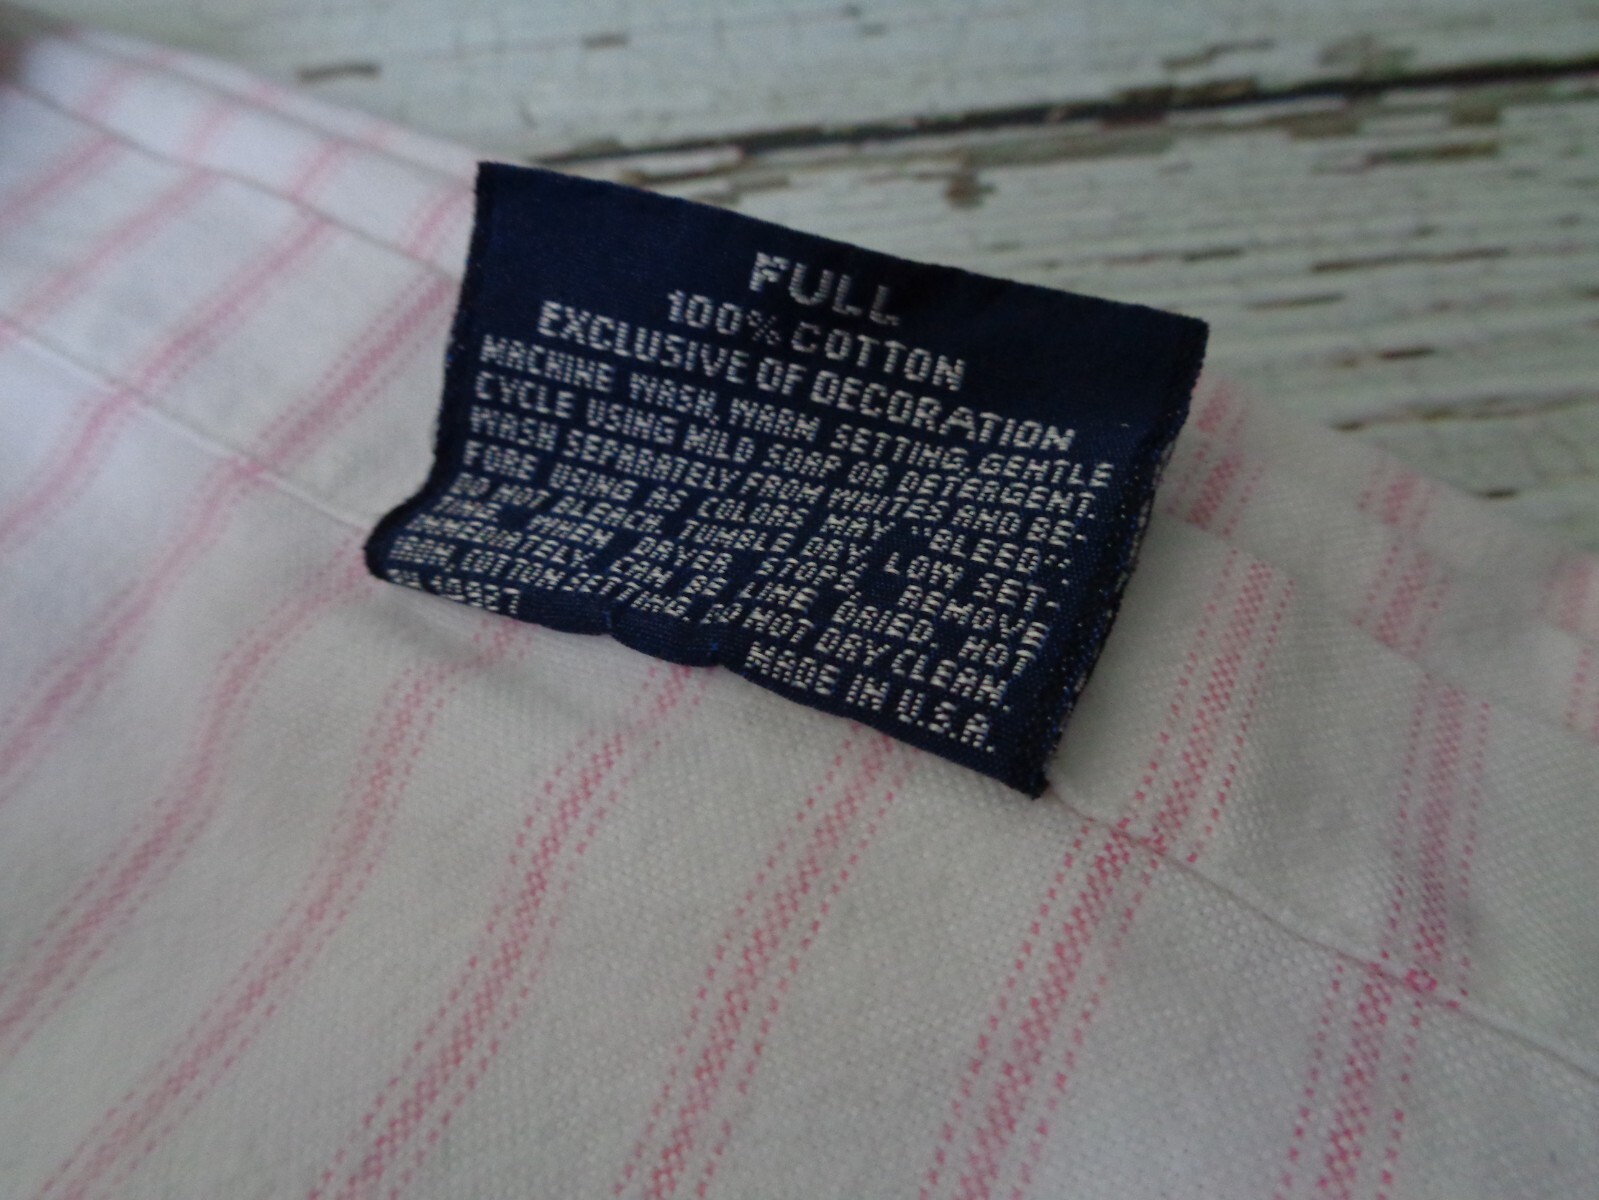 FULL
100% COTTON
EXCLUSIVE OF DECORATION
MACHINE WASH, WARM SETTING, GENTLE
CYCLE USING MILD SOAP OR DETERGENT.
WASH SEPARATELY FROM WHITES AND BE-
FORE USING AS COLORS MAY "BLEED".
DO NOT BLEACH. TUMBLE DRY, LOW SET-
TING. WHEN DRYER STOPS, REMOVE
IMMEDIATELY. CAN BE LINE DRIED. HOT
IRON, COTTON SETTING. DO NOT DRY CLEAN.
MADE IN U.S.A.